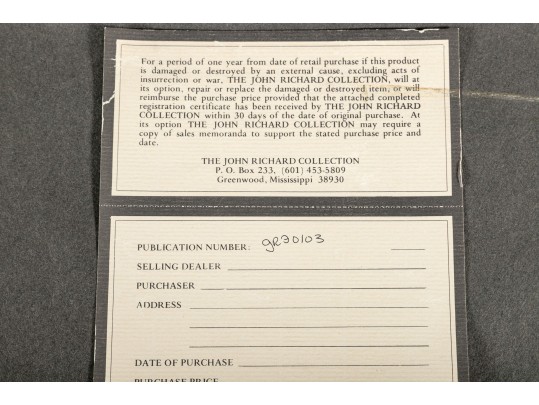 For a period of one year from date of retail purchase if this product
is damaged or destroyed by an external cause, excluding acts of
insurrection or war, THE JOHN RICHARD COLLECTION, will at
its option, repair or replace the damaged or destroyed item, or will
reimburse the purchase price provided that the attached completed
registration certificate has been received by THE JOHN RICHARD
COLLECTION within 30 days of the date of original purchase. At
its option THE JOHN RICHARD COLLECTION may require a
copy of sales memoranda to support the stated purchase price and
date.
THE JOHN RICHARD COLLECTION
P. O. Box 233, (601) 453-5809
Greenwood, Mississippi 38930
PUBLICATION NUMBER: gr70103
SELLING DEALER
PURCHASER
ADDRESS
DATE OF PURCHASE
PURCHASE PRICE